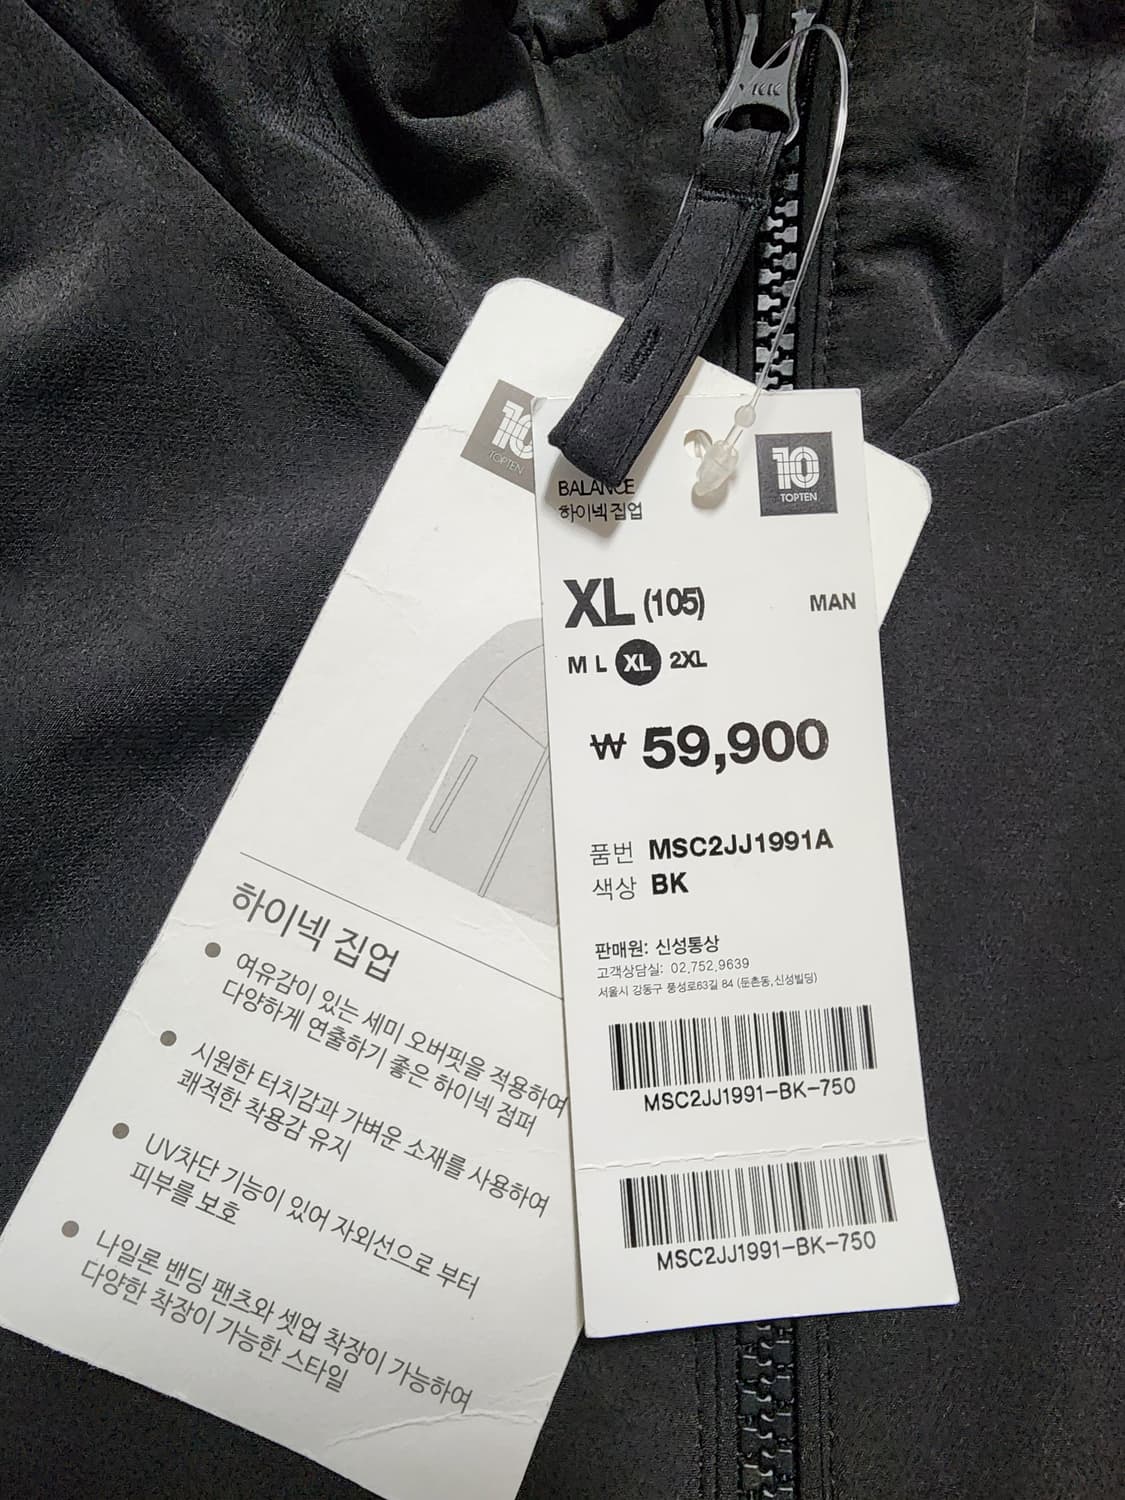 YKK
10
TOPTEN
하이넥 집업
여유감이 있는 세미 오버핏을 적용하여
다양하게 연출하기 좋은 하이넥 점퍼
시원한 터치감과 가벼운 소재를 사용하여
쾌적한 착용감 유지
UV차단 기능이 있어 자외선으로 부터
피부를 보호
나일론 밴딩 팬츠와 셋업 착장이 가능하여
다양한 착장이 가능한 스타일
10
TOPTEN
BALANCE
하이넥 집업
XL (105)
MAN
M L XL 2XL
₩ 59,900
품번 MSC2JJ1991A
색상 BK
판매원: 신성통상
고객상담실: 02.752.9639
서울시 강동구 풍성로63길 84 (둔촌동,신성빌딩)
MSC2JJ1991-BK-750
MSC2JJ1991-BK-750